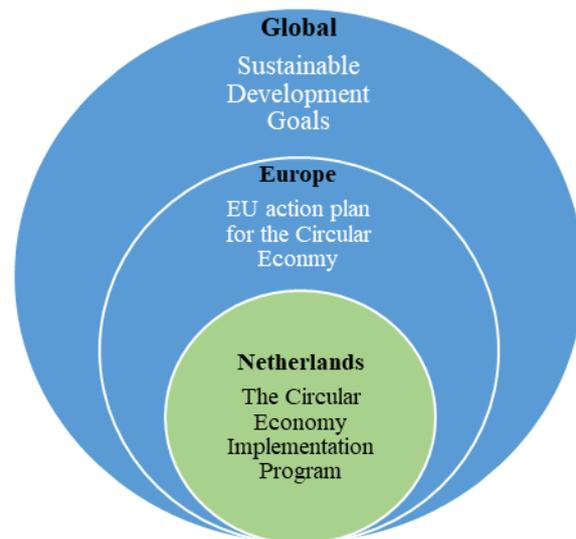 Global
Sustainable
Development
Goals
Europe
EU action plan
for the Circular
Econmy
Netherlands
The Circular
Economy
Implementation
Program